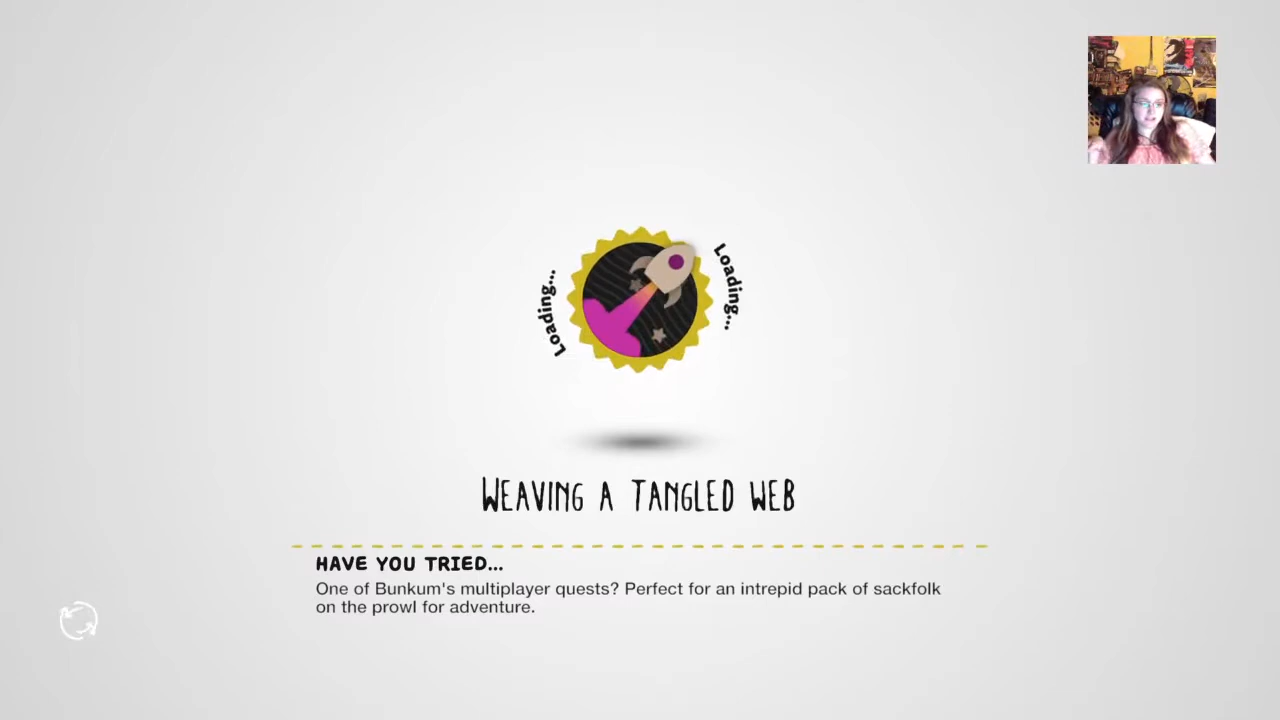 Loading...
Loading...
WEAVING A TANGLED WEB
HAVE YOU TRIED...
One of Bunkum's multiplayer quests? Perfect for an intrepid pack of sackfolk
on the prowl for adventure.